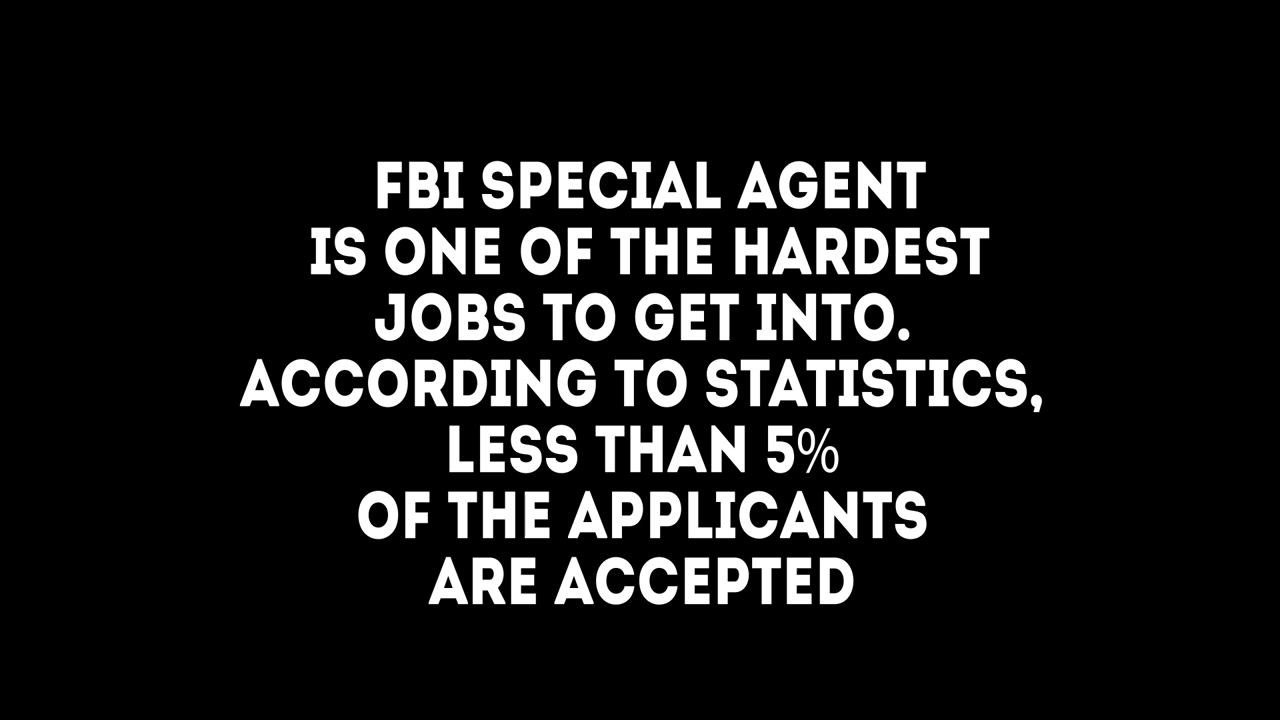 FBI SPECIAL AGENT
IS ONE OF THE HARDEST
JOBS TO GET INTO.
ACCORDING TO STATISTICS,
LESS THAN 5%
OF THE APPLICANTS
ARE ACCEPTED